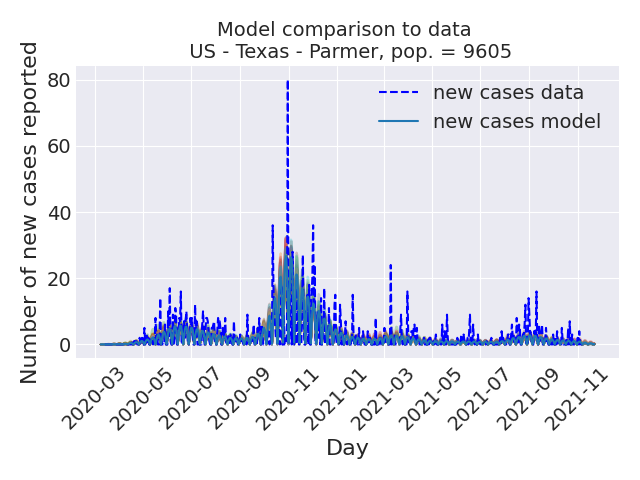 Model comparison to data
US - Texas - Parmer, pop. = 9605
Number of new cases reported
80
60
40
20
0
new cases data
new cases model
2020-03
2020-05
2020-07
2020-09
2020-11
2021-01
2021-03
2021-05
2021-07
2021-09
2021-11
Day